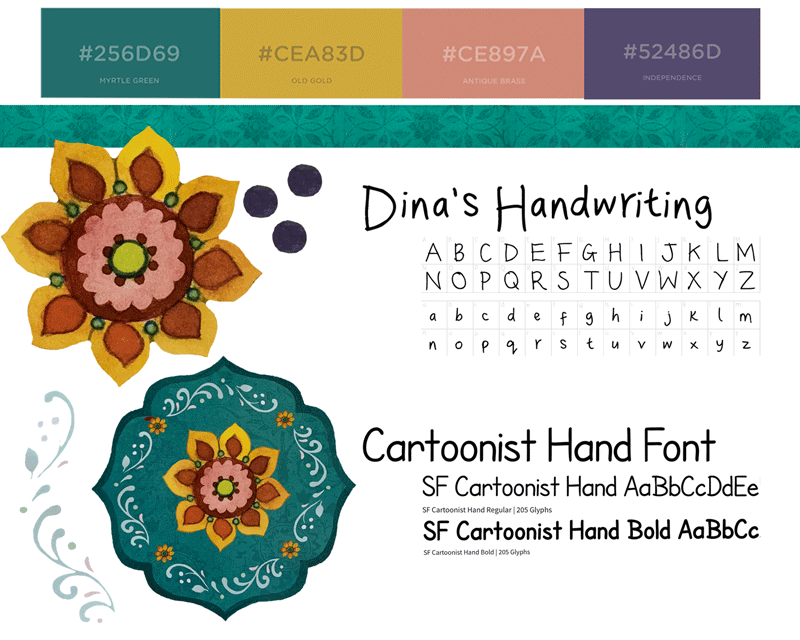 #256D69 #CEA83D #CE897A #52486D
MYRTLE GREEN OLD GOLD ANTIQUE BRASS INDEPENDENCE
Dina's Handwriting
A B C D E F G H I J K L M
N O P Q R S T U V W X Y Z
a b c d e f g h i j k l m
n o p q r s t u v w x y z
Cartoonist Hand Font
SF Cartoonist Hand AaBbCcDdEe
SF Cartoonist Hand Regular | 205 Glyphs
SF Cartoonist Hand Bold AaBbCc
SF Cartoonist Hand Bold | 205 Glyphs